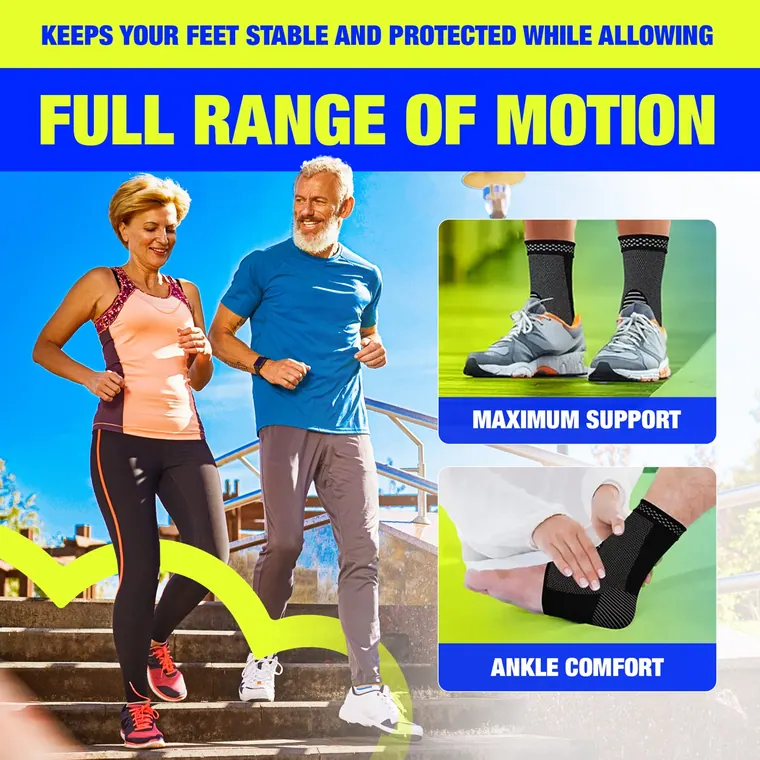 KEEPS YOUR FEET STABLE AND PROTECTED WHILE ALLOWING
FULL RANGE OF MOTION
MAXIMUM SUPPORT
ANKLE COMFORT